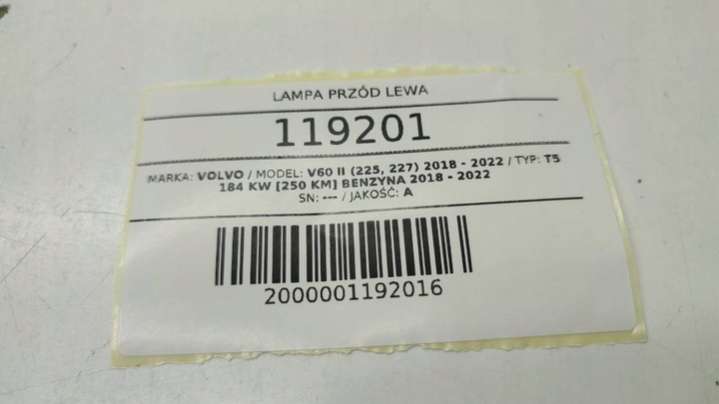 LAMPA PRZÓD LEWA
119201
MARKA: VOLVO / MODEL: V60 II (225, 227) 2018 - 2022 / TYP: T5
184 KW [250 KM] BENZYNA 2018 - 2022
SN: --- / JAKOŚĆ: A
2000001192016